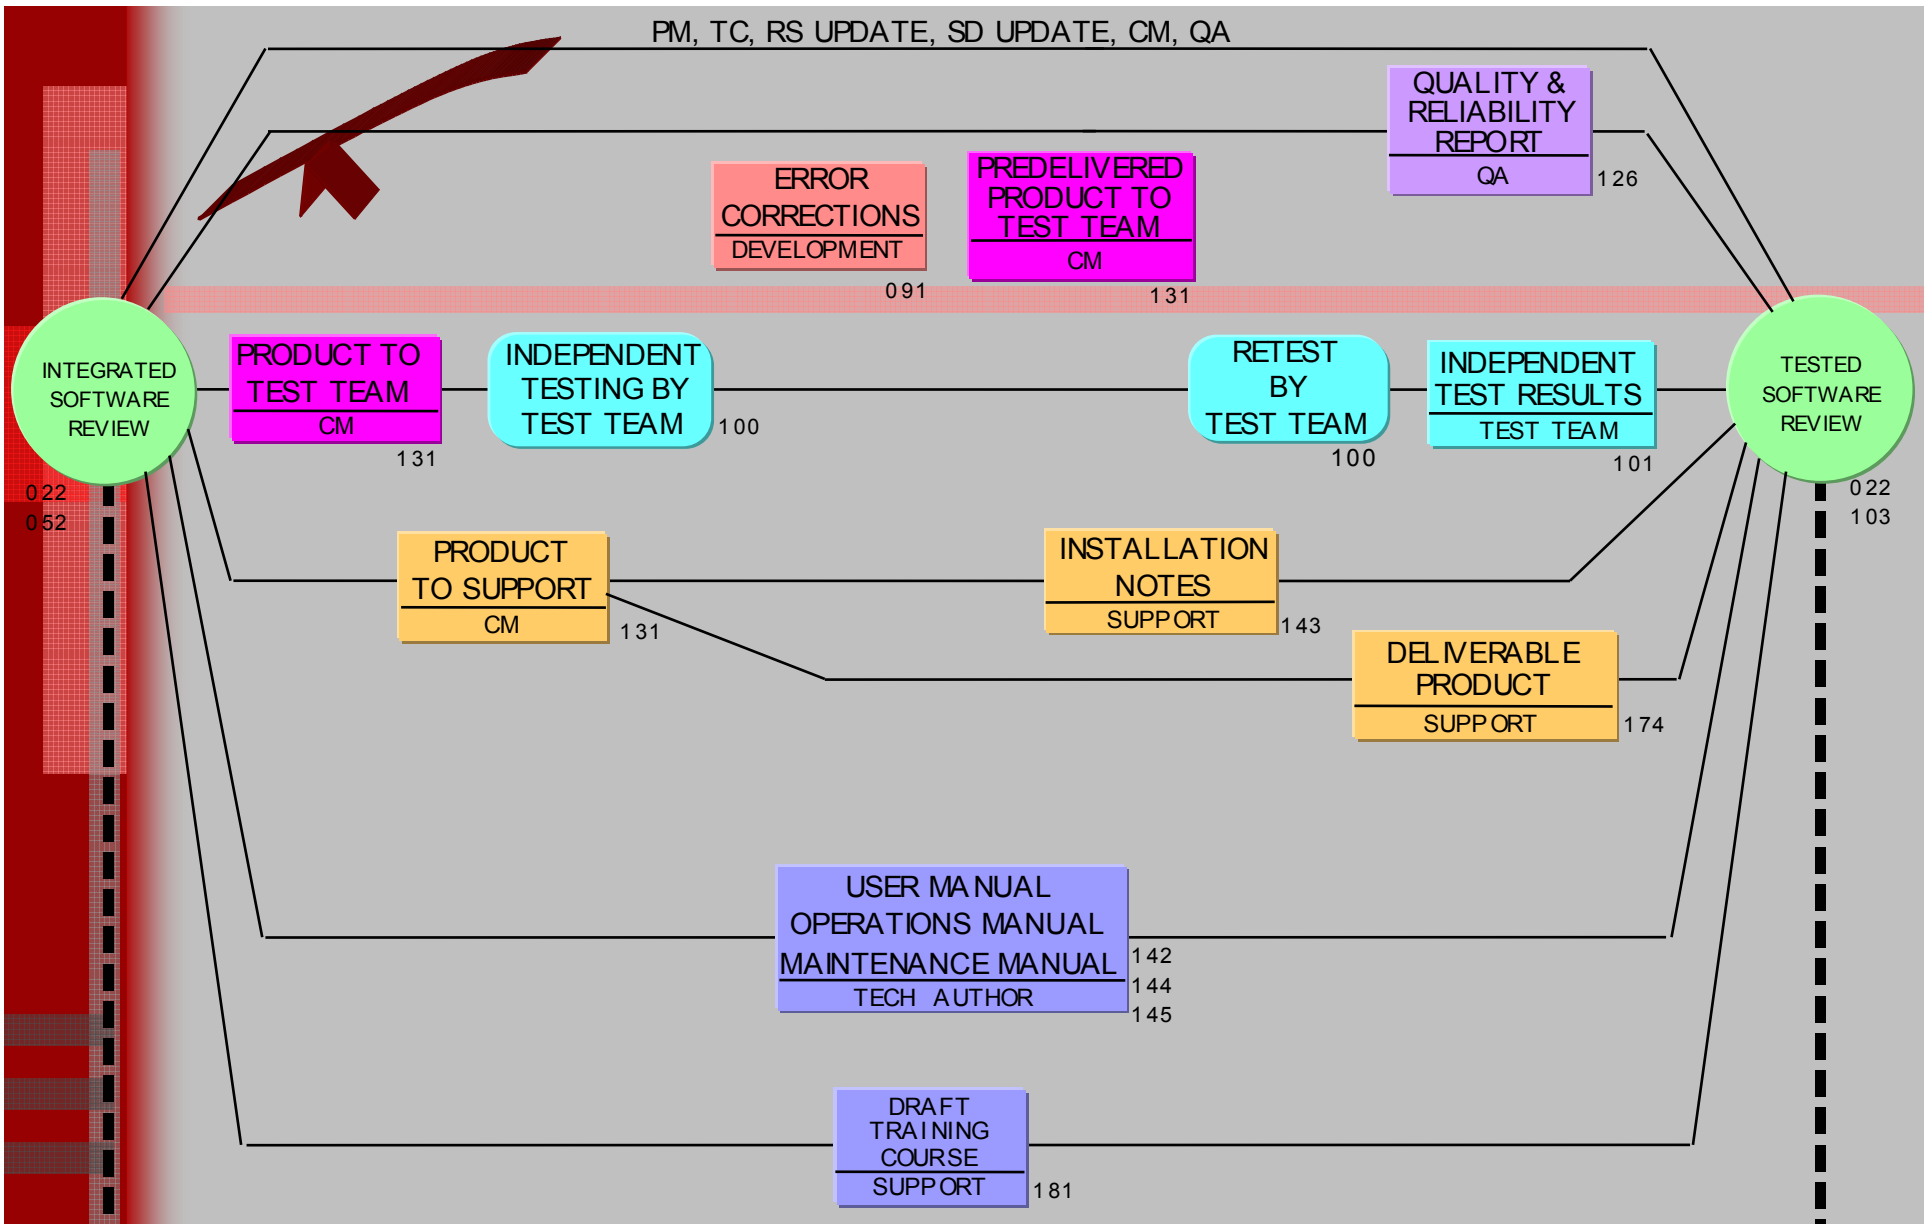 PM, TC, RS UPDATE, SD UPDATE, CM, QA
QUALITY &
RELIABILITY
REPORT
QA
126
ERROR
CORRECTIONS
DEVELOPMENT
091
PREDELIVERED
PRODUCT TO
TEST TEAM
CM
131
INTEGRATED
SOFTWARE
REVIEW
022
052
PRODUCT TO
TEST TEAM
CM
131
INDEPENDENT
TESTING BY
TEST TEAM
100
RETEST
BY
TEST TEAM
100
INDEPENDENT
TEST RESULTS
TEST TEAM
101
TESTED
SOFTWARE
REVIEW
022
103
PRODUCT
TO SUPPORT
CM
131
INSTALLATION
NOTES
SUPPORT
143
DELIVERABLE
PRODUCT
SUPPORT
174
USER MANUAL
OPERATIONS MANUAL
MAINTENANCE MANUAL
TECH AUTHOR
142
144
145
DRAFT
TRAINING
COURSE
SUPPORT
181